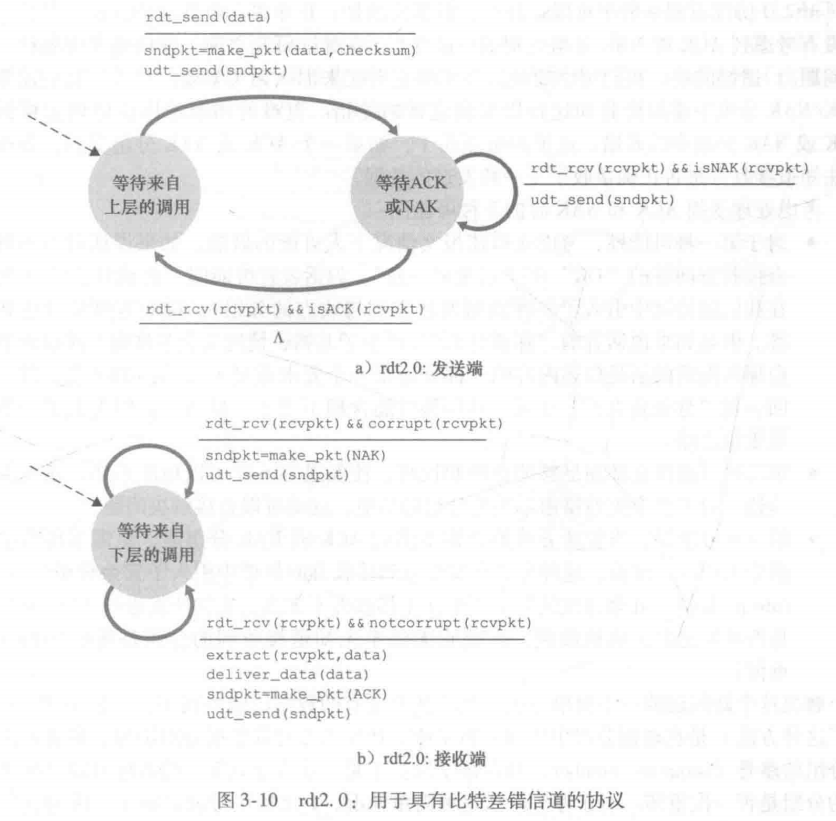 rdt_send(data)
sndpkt=make_pkt(data,checksum)
udt_send(sndpkt)
等待来自
上层的调用
等待ACK
或NAK
rdt_rcv(rcvpkt)&&isNAK(rcvpkt)
udt_send(sndpkt)
rdt_rcv(rcvpkt)&&isACK(rcvpkt)
Λ
a）rdt2.0: 发送端
rdt_rcv(rcvpkt)&&corrupt(rcvpkt)
sndpkt=make_pkt(NAK)
udt_send(sndpkt)
等待来自
下层的调用
rdt_rcv(rcvpkt)&&notcorrupt(rcvpkt)
extract(rcvpkt,data)
deliver_data(data)
sndpkt=make_pkt(ACK)
udt_send(sndpkt)
b）rdt2.0: 接收端
图 3-10 rdt2.0：用于具有比特差错信道的协议